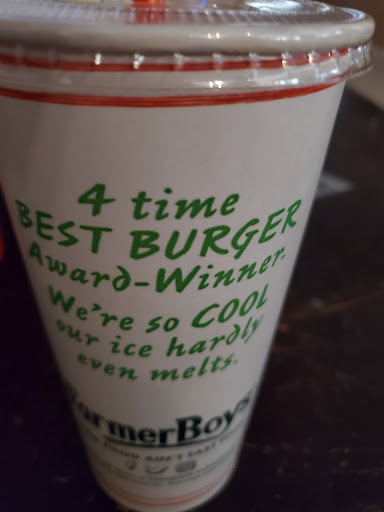 4 time
BEST BURGER
Award-Winner.
We're so COOL
our ice hardly
even melts.
FarmerBoys